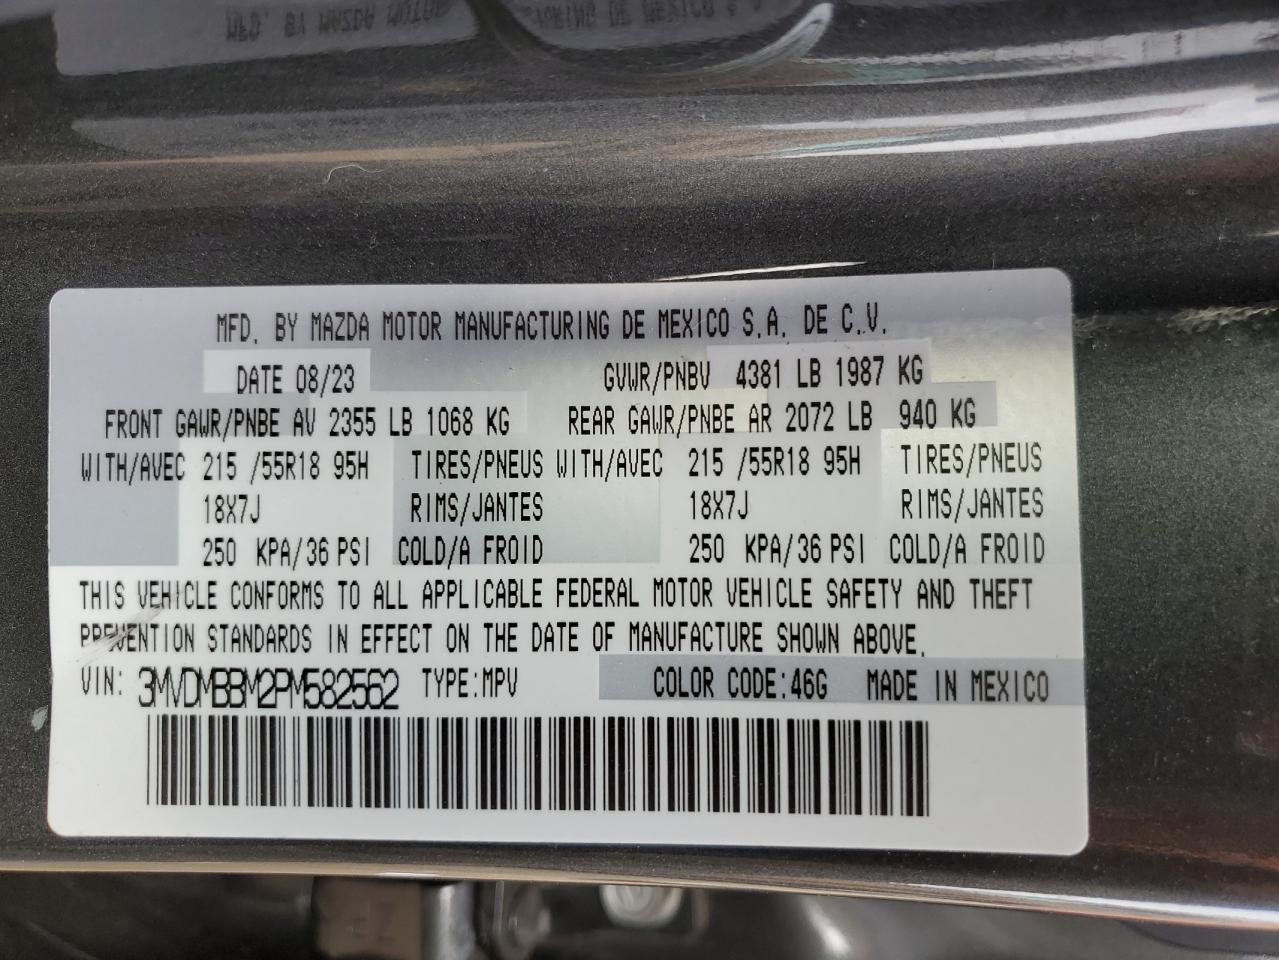 MFD. BY MAZDA MOTOR MANUFACTURING DE MEXICO S.A. DE C.V.
DATE 08/23 GVWR/PNBV 4381 LB 1987 KG
FRONT GAWR/PNBE AV 2355 LB 1068 KG REAR GAWR/PNBE AR 2072 LB 940 KG
WITH/AVEC 215 /55R18 95H TIRES/PNEUS WITH/AVEC 215 /55R18 95H TIRES/PNEUS
18X7J RIMS/JANTES 18X7J RIMS/JANTES
250 KPA/36 PSI COLD/A FROID 250 KPA/36 PSI COLD/A FROID
THIS VEHICLE CONFORMS TO ALL APPLICABLE FEDERAL MOTOR VEHICLE SAFETY AND THEFT
PREVENTION STANDARDS IN EFFECT ON THE DATE OF MANUFACTURE SHOWN ABOVE.
VIN: 3MVDMBBM2PM582562 TYPE:MPV COLOR CODE:46G MADE IN MEXICO